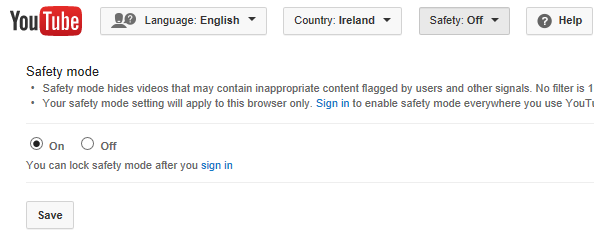 YouTube Language: English Country: Ireland Safety: Off Help
Safety mode
• Safety mode hides videos that may contain inappropriate content flagged by users and other signals. No filter is 1
• Your safety mode setting will apply to this browser only. Sign in to enable safety mode everywhere you use YouTu
On Off
You can lock safety mode after you sign in
Save